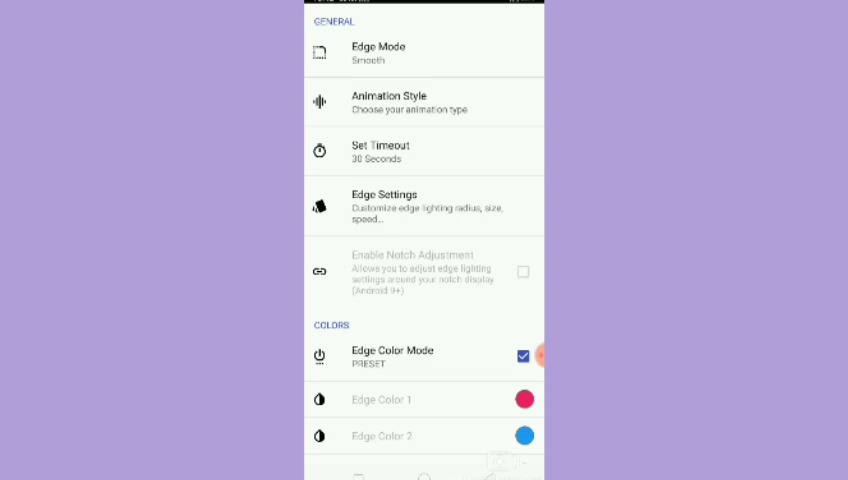 GENERAL
Edge Mode
Smooth
Animation Style
Choose your animation type
Set Timeout
30 Seconds
Edge Settings
Customize edge lighting radius, size,
speed...
Enable Notch Adjustment
Allows you to adjust edge lighting
settings around your notch display
(Android 9+)
COLORS
Edge Color Mode
PRESET
Edge Color 1
Edge Color 2